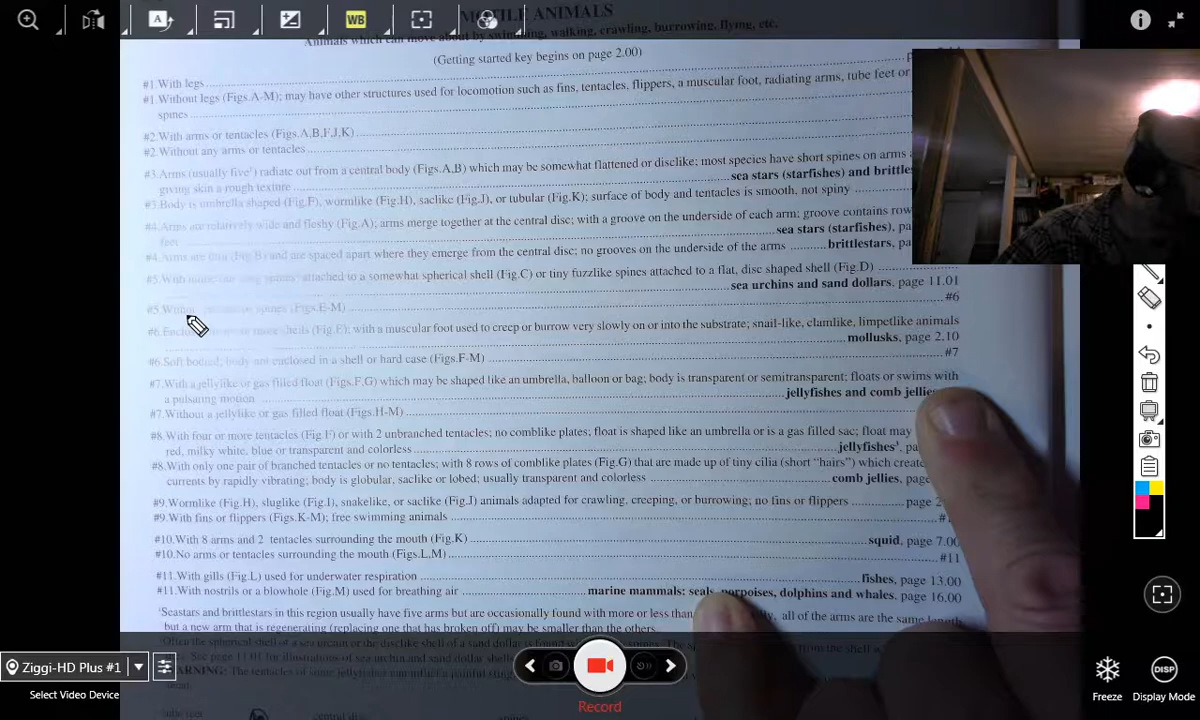 MOTILE ANIMALS
Animals which can move about by swimming, walking, crawling, burrowing, flying, etc.
(Getting started key begins on page 2.00)
#1.With legs
#1.Without legs (Figs.A-M); may have other structures used for locomotion such as fins, tentacles, flippers, a muscular foot, radiating arms, tube feet or
spines
#2.With arms or tentacles (Figs.A,B,F,J,K)
#2.Without any arms or tentacles
#3.Arms (usually five¹) radiate out from a central body (Figs.A,B) which may be somewhat flattened or disclike; most species have short spines on arms
giving skin a rough texture sea stars (starfishes) and brittle
#3.Body is umbrella shaped (Fig.F), wormlike (Fig.H), saclike (Fig.J), or tubular (Fig.K); surface of body and tentacles is smooth, not spiny
#4.Arms are relatively wide and fleshy (Fig.A); arms merge together at the central disc; with a groove on the underside of each arm; groove contains row
feet sea stars (starfishes), pa
#4.Arms are thin (Fig.B) and are spaced apart where they emerge from the central disc; no grooves on the underside of the arms brittlestars, pa
#5.With spines attached to a somewhat spherical shell (Fig.C) or tiny fuzzlike spines attached to a flat, disc shaped shell (Fig.D)
sea urchins and sand dollars, page 11.01
#5.Without spines (Figs.E-M) #6
#6.Enclosed shells (Fig.E); with a muscular foot used to creep or burrow very slowly on or into the substrate; snail-like, clamlike, limpetlike animals
mollusks, page 2.10
#6.Soft bodied; body not enclosed in a shell or hard case (Figs.F-M) #7
#7.With a jellylike or gas filled float (Figs.F,G) which may be shaped like an umbrella, balloon or bag; body is transparent or semitransparent; floats or swims with
a pulsating motion jellyfishes and comb jellies
#7.Without a jellylike or gas filled float (Figs.H-M)
#8.With four or more tentacles (Fig.F) or with 2 unbranched tentacles; no comblike plates; float is shaped like an umbrella or is a gas filled sac; float may
red, milky white, blue or transparent and colorless jellyfishes³, pa
#8.With only one pair of branched tentacles or no tentacles; with 8 rows of comblike plates (Fig.G) that are made up of tiny cilia (short "hairs") which create
currents by rapidly vibrating; body is globular, saclike or lobed; usually transparent and colorless comb jellies, page
#9.Wormlike (Fig.H), sluglike (Fig.I), snakelike, or saclike (Fig.J) animals adapted for crawling, creeping, or burrowing; no fins or flippers page 2
#9.With fins or flippers (Figs.K-M); free swimming animals #1
#10.With 8 arms and 2 tentacles surrounding the mouth (Fig.K) squid, page 7.00
#10.No arms or tentacles surrounding the mouth (Figs.L,M) #11
#11.With gills (Fig.L) used for underwater respiration fishes, page 13.00
#11.With nostrils or a blowhole (Fig.M) used for breathing air marine mammals: seals, porpoises, dolphins and whales, page 16.00
¹Seastars and brittlestars in this region usually have five arms but are occasionally found with more or less than all of the arms are the same length
but a new arm that is regenerating (replacing one that has broken off) may be smaller than the others.
WB
A
Ziggi-HD Plus #1
Select Video Device
Record
Freeze
DISP
Display Mode